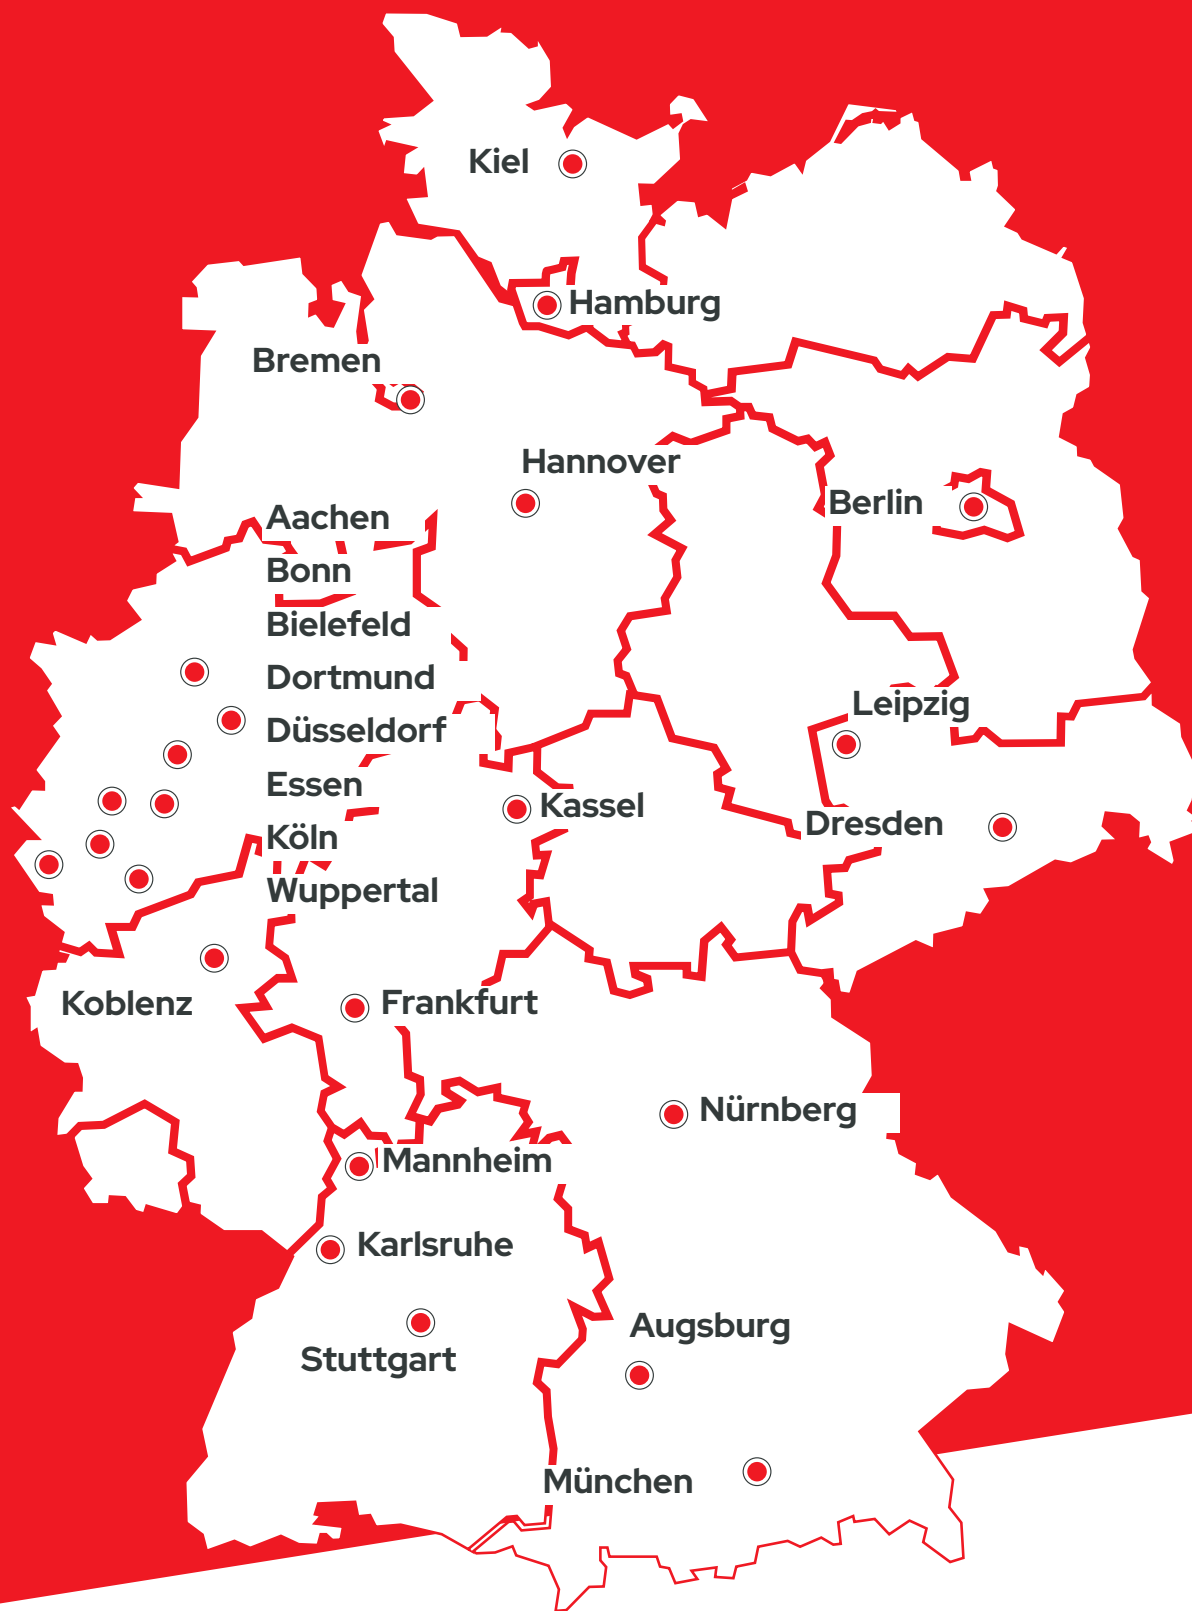 Kiel
Hamburg
Bremen
Hannover
Berlin
Aachen
Bonn
Bielefeld
Dortmund
Leipzig
Düsseldorf
Essen
Kassel
Dresden
Köln
Wuppertal
Koblenz
Frankfurt
Nürnberg
Mannheim
Karlsruhe
Augsburg
Stuttgart
München